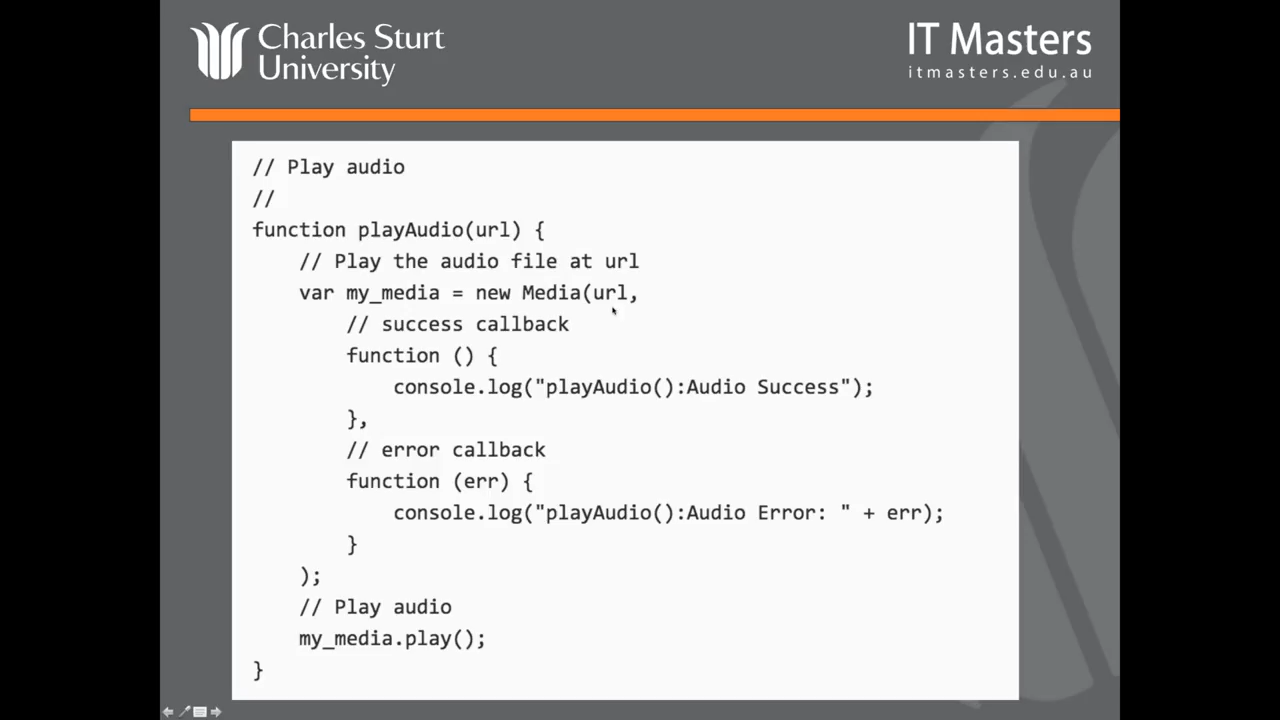 Charles Sturt
University
IT Masters
itmasters.edu.au
// Play audio
//
function playAudio(url) {
    // Play the audio file at url
    var my_media = new Media(url,
        // success callback
        function () {
            console.log("playAudio():Audio Success");
        },
        // error callback
        function (err) {
            console.log("playAudio():Audio Error: " + err);
        }
    );
    // Play audio
    my_media.play();
}